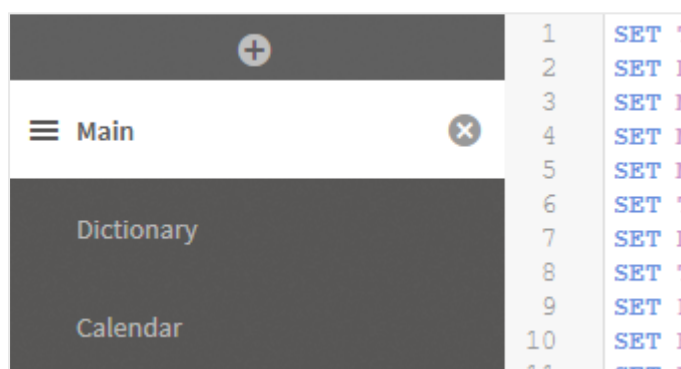 Main
Dictionary
Calendar
1 SET
2 SET
3 SET
4 SET
5 SET
6 SET
7 SET
8 SET
9 SET
10 SET